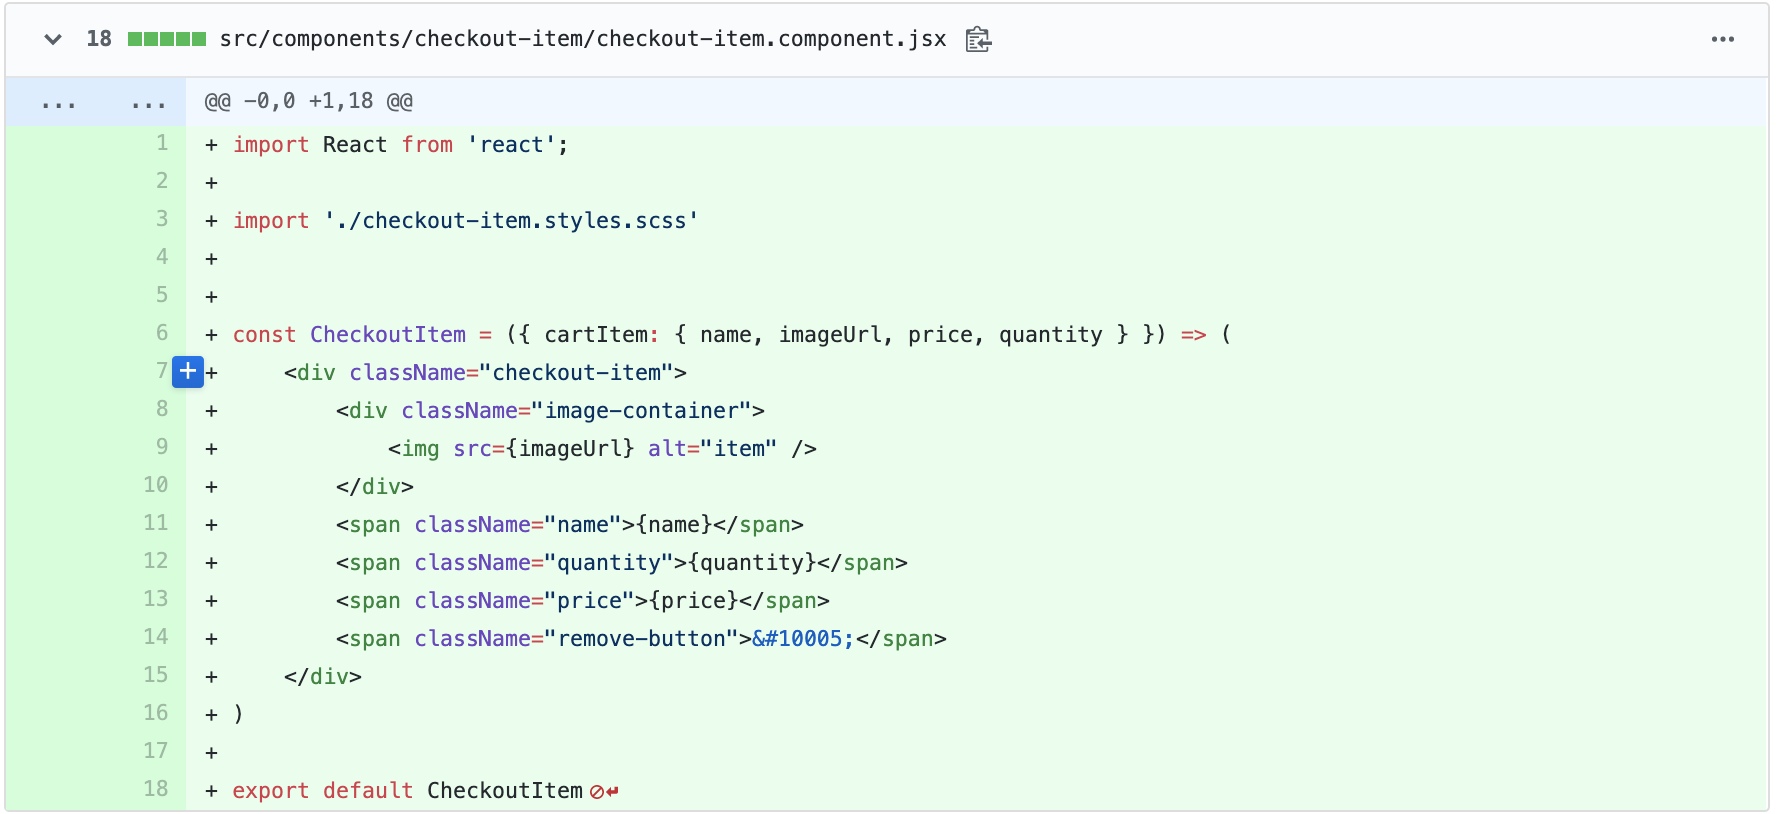 18 src/components/checkout-item/checkout-item.component.jsx
... ... @@ -0,0 +1,18 @@
1 + import React from 'react';
2 +
3 + import './checkout-item.styles.scss'
4 +
5 +
6 + const CheckoutItem = ({ cartItem: { name, imageUrl, price, quantity } }) => (
7 + <div className="checkout-item">
8 + <div className="image-container">
9 + <img src={imageUrl} alt="item" />
10 + </div>
11 + <span className="name">{name}</span>
12 + <span className="quantity">{quantity}</span>
13 + <span className="price">{price}</span>
14 + <span className="remove-button">&#10005;</span>
15 + </div>
16 + )
17 +
18 + export default CheckoutItem